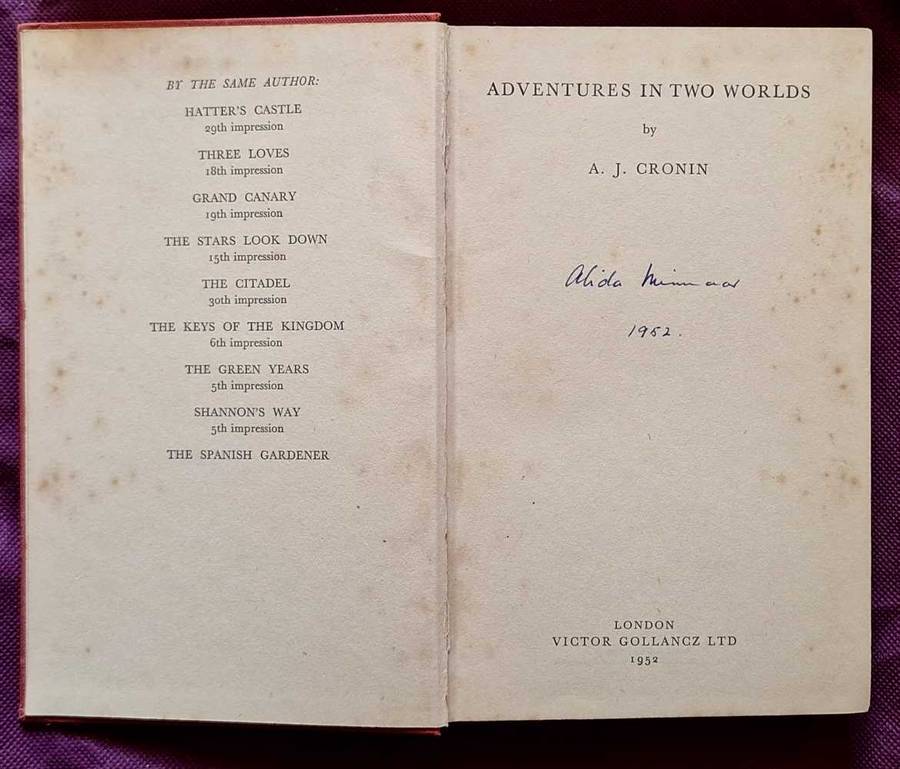 BY THE SAME AUTHOR:
HATTER'S CASTLE
29th impression
THREE LOVES
18th impression
GRAND CANARY
19th impression
THE STARS LOOK DOWN
15th impression
THE CITADEL
30th impression
THE KEYS OF THE KINGDOM
6th impression
THE GREEN YEARS
5th impression
SHANNON'S WAY
5th impression
THE SPANISH GARDENER
ADVENTURES IN TWO WORLDS
by
A. J. CRONIN
Alida
1952.
LONDON
VICTOR GOLLANCZ LTD
1952